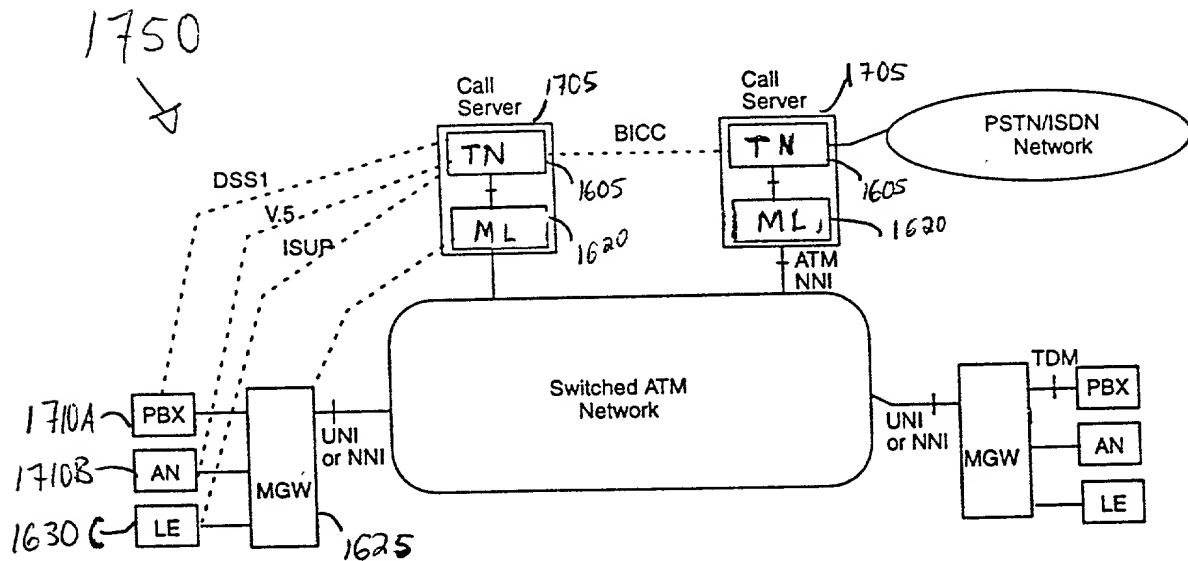 1750
Call
Server
1705
TN
1605
ML
1620
BICC
Call
Server
1705
TN
1605
ML
1620
PSTN/ISDN
Network
ATM
NNI
DSS1
V.5
ISUP
Switched ATM
Network
1710A
PBX
1710B
AN
1630
LE
MGW
1625
UNI
or NNI
UNI
or NNI
MGW
TDM
PBX
AN
LE